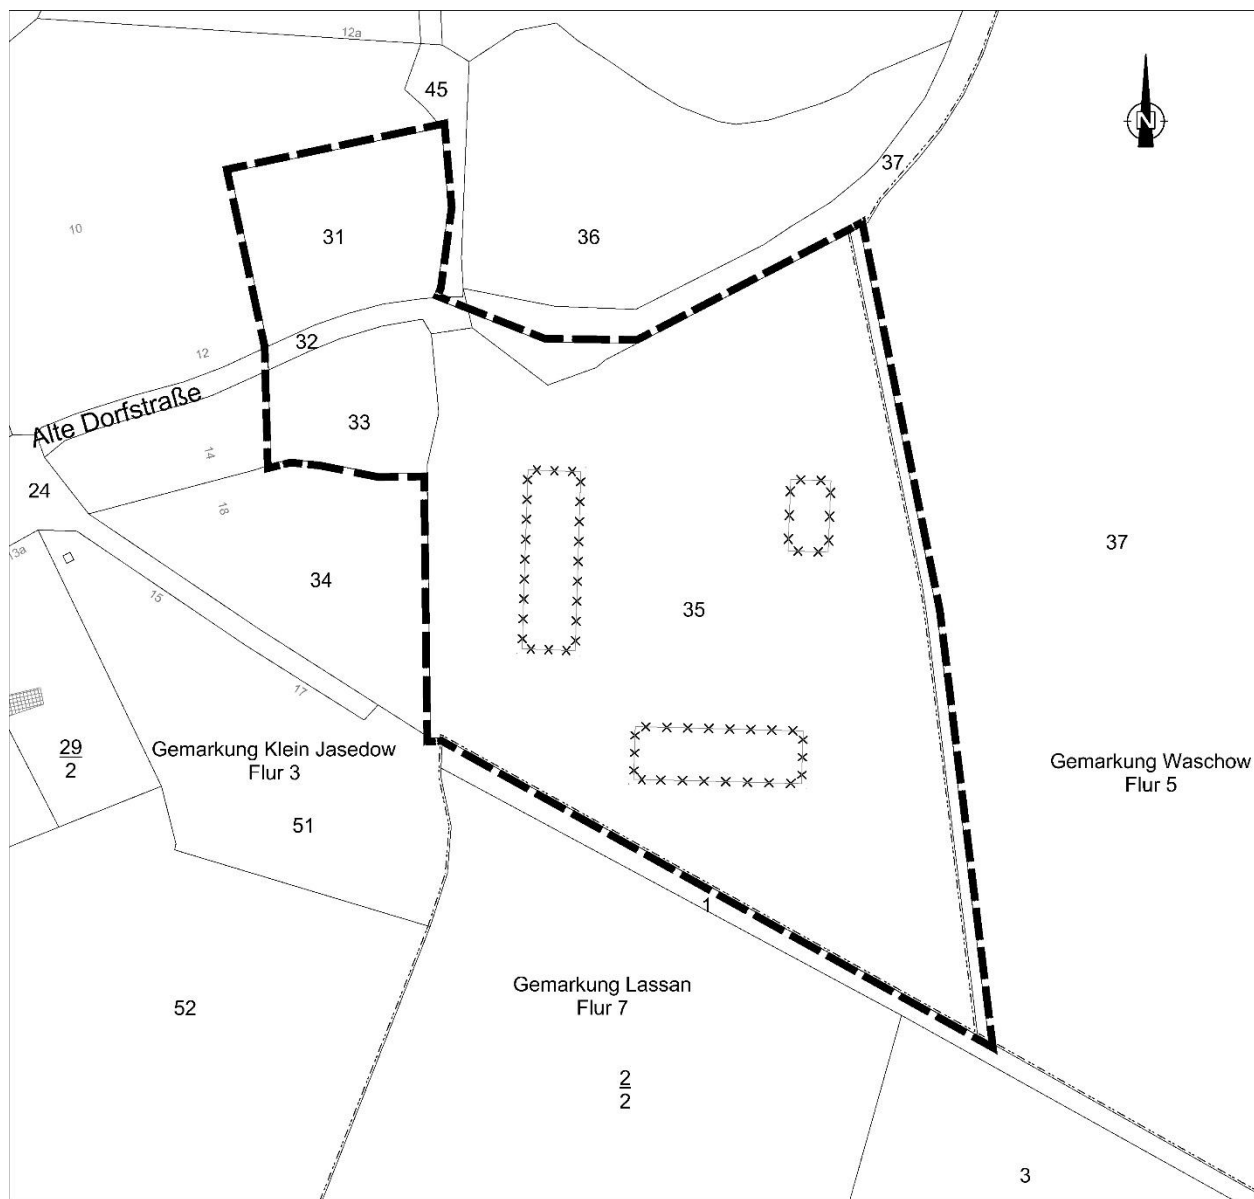 12a
45
N
37
10
31
36
12
32
Alte Dorfstraße
33
14
24
18
13a
37
34
15
35
17
29
2
Gemarkung Klein Jasedow
Flur 3
Gemarkung Waschow
Flur 5
51
1
Gemarkung Lassan
Flur 7
52
2
2
3